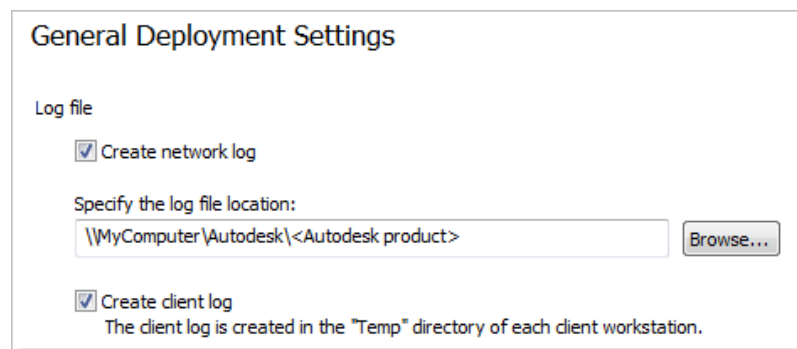 General Deployment Settings
Log file
Create network log
Specify the log file location:
\\MyComputer\Autodesk\<Autodesk product>
Browse...
Create client log
The client log is created in the "Temp" directory of each client workstation.